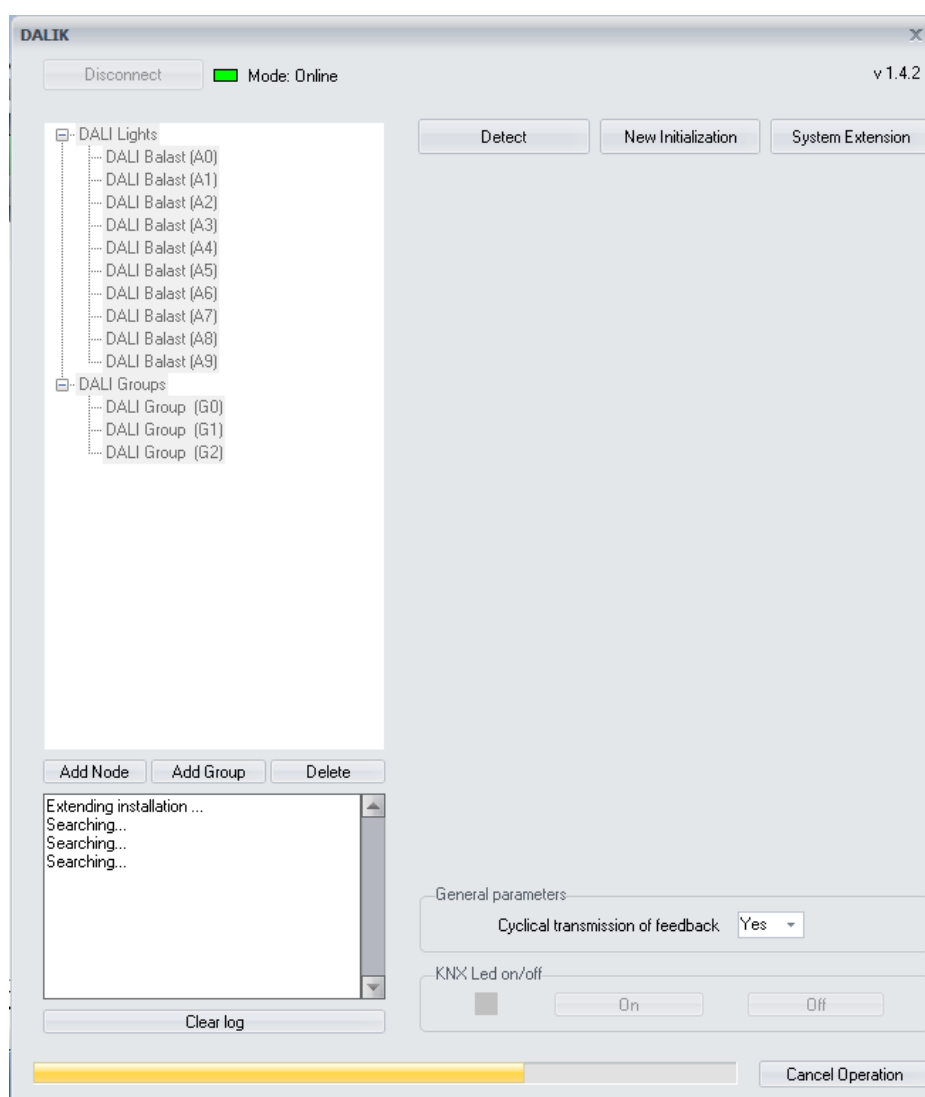 DALIK
Disconnect Mode: Online v 1.4.2
Detect New Initialization System Extension
DALI Lights
DALI Balast (A0)
DALI Balast (A1)
DALI Balast (A2)
DALI Balast (A3)
DALI Balast (A4)
DALI Balast (A5)
DALI Balast (A6)
DALI Balast (A7)
DALI Balast (A8)
DALI Balast (A9)
DALI Groups
DALI Group (G0)
DALI Group (G1)
DALI Group (G2)
Add Node Add Group Delete
Extending installation ...
Searching...
Searching...
Searching...
Clear log
General parameters
Cyclical transmission of feedback Yes
KNX Led on/off
On Off
Cancel Operation